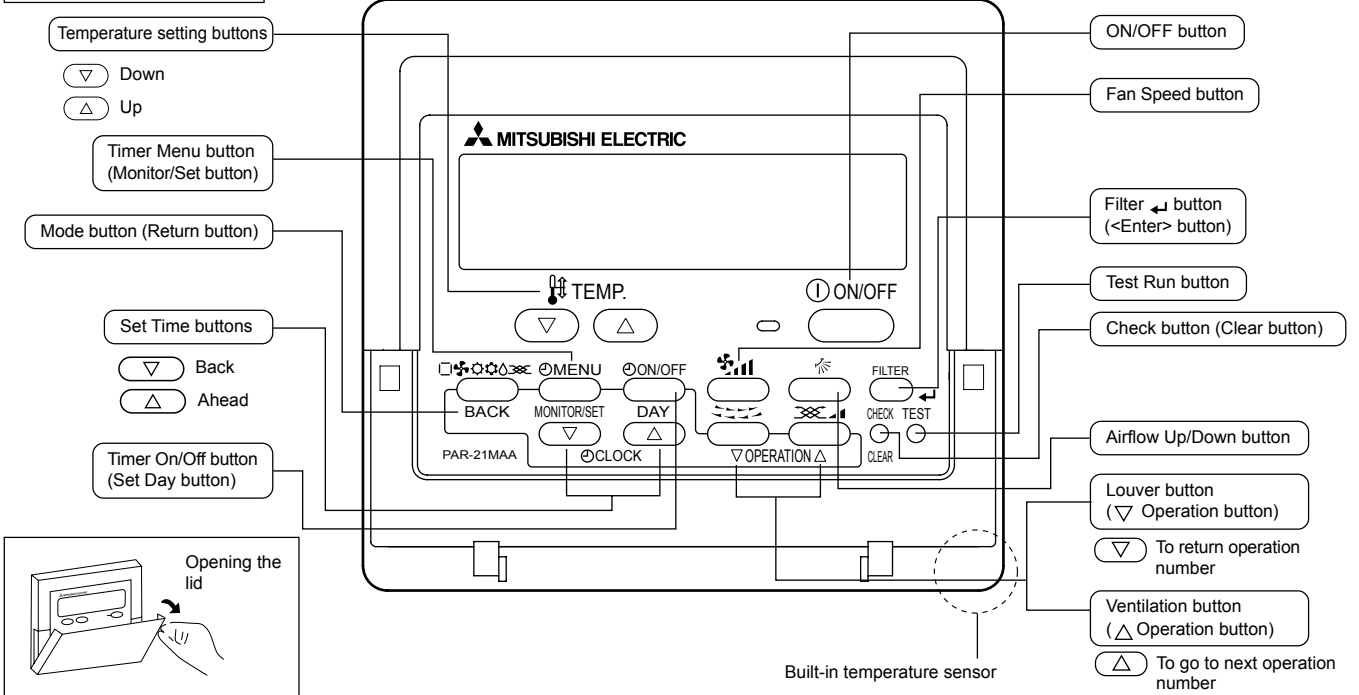 Temperature setting buttons
▽ Down
△ Up
Timer Menu button
(Monitor/Set button)
Mode button (Return button)
Set Time buttons
▽ Back
△ Ahead
Timer On/Off button
(Set Day button)
Opening the
lid
MITSUBISHI ELECTRIC
TEMP.
ON/OFF
▽ △
MENU
ON/OFF
FILTER
BACK
MONITOR/SET
DAY
CHECK TEST
▽ △
PAR-21MAA
CLOCK
▽ OPERATION △
CLEAR
ON/OFF button
Fan Speed button
Filter ↵ button
(<Enter> button)
Test Run button
Check button (Clear button)
Airflow Up/Down button
Louver button
(▽ Operation button)
▽ To return operation
number
Ventilation button
(△ Operation button)
△ To go to next operation
number
Built-in temperature sensor